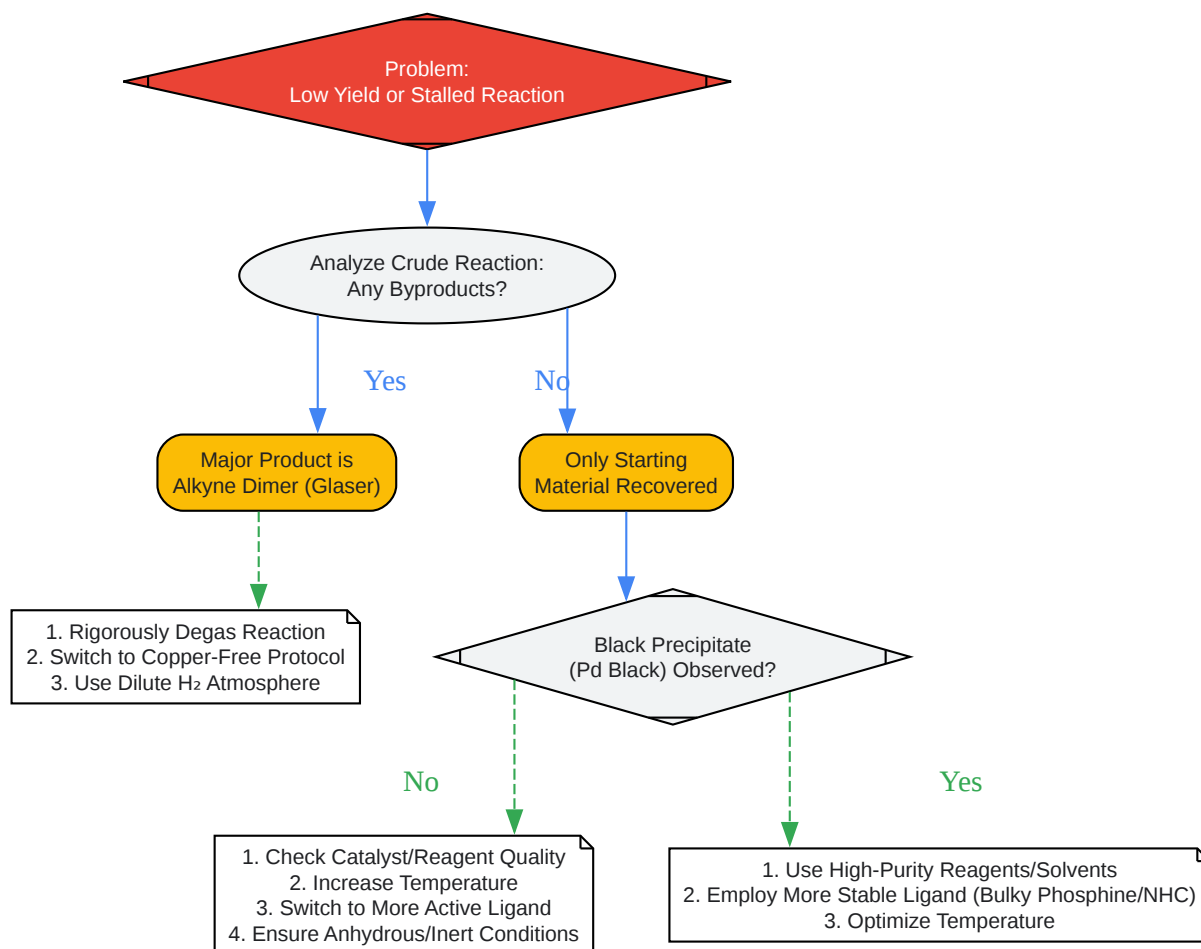 Problem:
Low Yield or Stalled Reaction
Analyze Crude Reaction:
Any Byproducts?
Yes
No
Major Product is
Alkyne Dimer (Glaser)
Only Starting
Material Recovered
1. Rigorously Degas Reaction
2. Switch to Copper-Free Protocol
3. Use Dilute H₂ Atmosphere
Black Precipitate
(Pd Black) Observed?
No
Yes
1. Check Catalyst/Reagent Quality
2. Increase Temperature
3. Switch to More Active Ligand
4. Ensure Anhydrous/Inert Conditions
1. Use High-Purity Reagents/Solvents
2. Employ More Stable Ligand (Bulky Phosphine/NHC)
3. Optimize Temperature